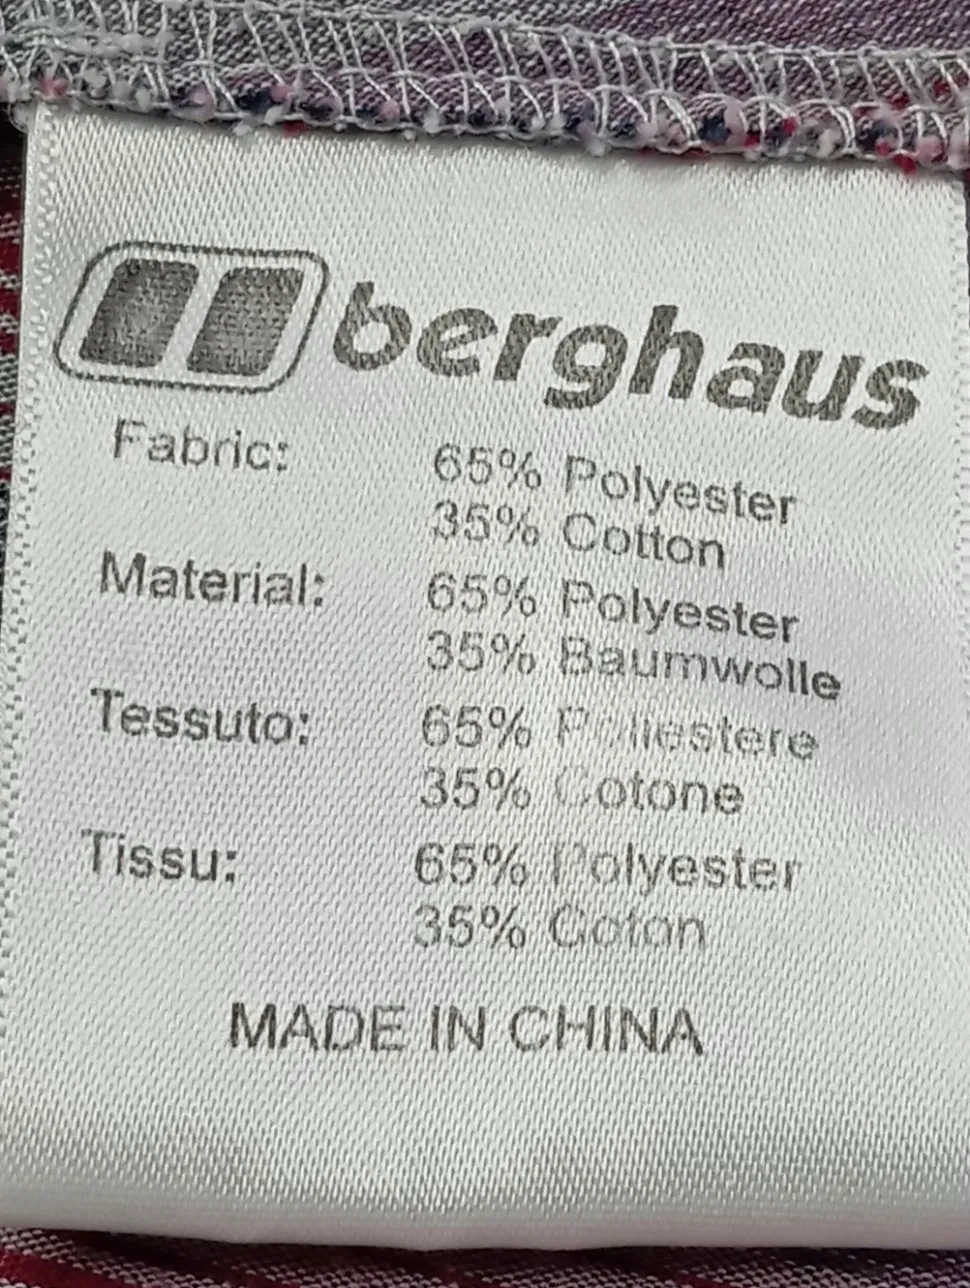 berghaus
Fabric: 65% Polyester
35% Cotton
Material: 65% Polyester
35% Baumwolle
Tessuto: 65% Poliestere
35% Cotone
Tissu: 65% Polyester
35% Coton
MADE IN CHINA